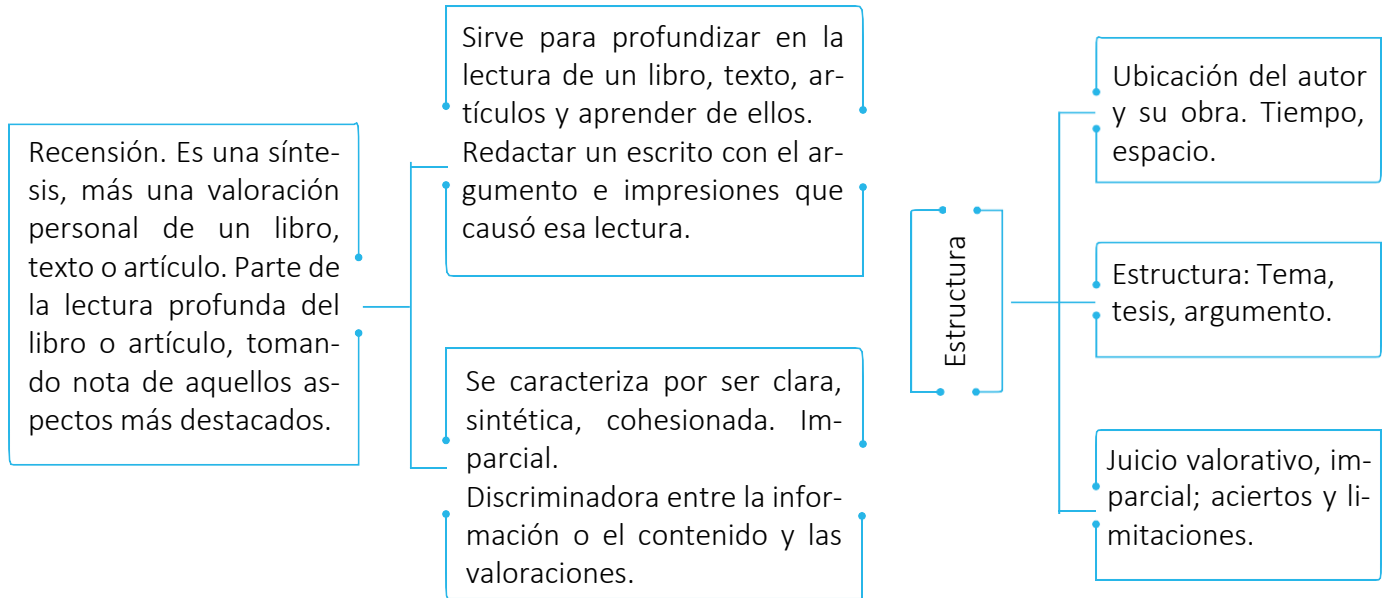 Recensión. Es una sínte-
sis, más una valoración
personal de un libro,
texto o artículo. Parte de
la lectura profunda del
libro o artículo, toman-
do nota de aquellos as-
pectos más destacados.
Sirve para profundizar en la
lectura de un libro, texto, ar-
tículos y aprender de ellos.
Redactar un escrito con el ar-
gumento e impresiones que
causó esa lectura.
Se caracteriza por ser clara,
sintética, cohesionada. Im-
parcial.
Discriminadora entre la infor-
mación o el contenido y las
valoraciones.
Estructura
Ubicación del autor
y su obra. Tiempo,
espacio.
Estructura: Tema,
tesis, argumento.
Juicio valorativo, im-
parcial; aciertos y li-
mitaciones.